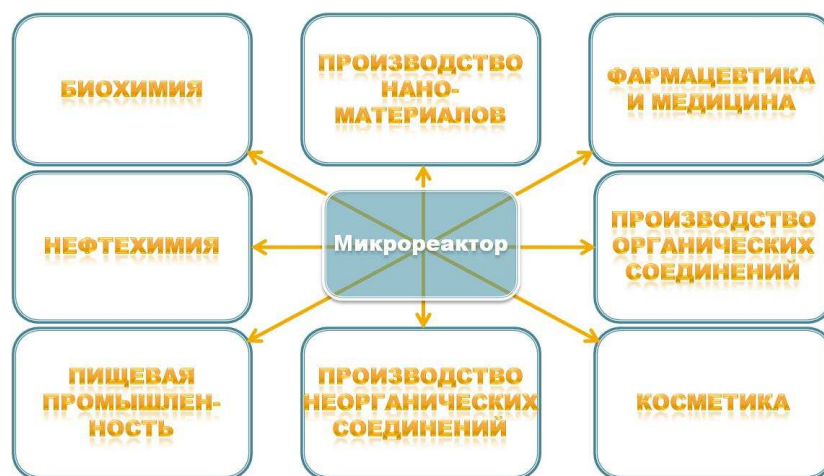 БИОХИМИЯ
ПРОИЗВОДСТВО
НАНО-
МАТЕРИАЛОВ
ФАРМАЦЕВТИКА
И МЕДИЦИНА
НЕФТЕХИМИЯ
Микрореактор
ПРОИЗВОДСТВО
ОРГАНИЧЕСКИХ
СОЕДИНЕНИЙ
ПИЩЕВАЯ
ПРОМЫШЛЕН-
НОСТЬ
ПРОИЗВОДСТВО
НЕОРГАНИЧЕСКИХ
СОЕДИНЕНИЙ
КОСМЕТИКА